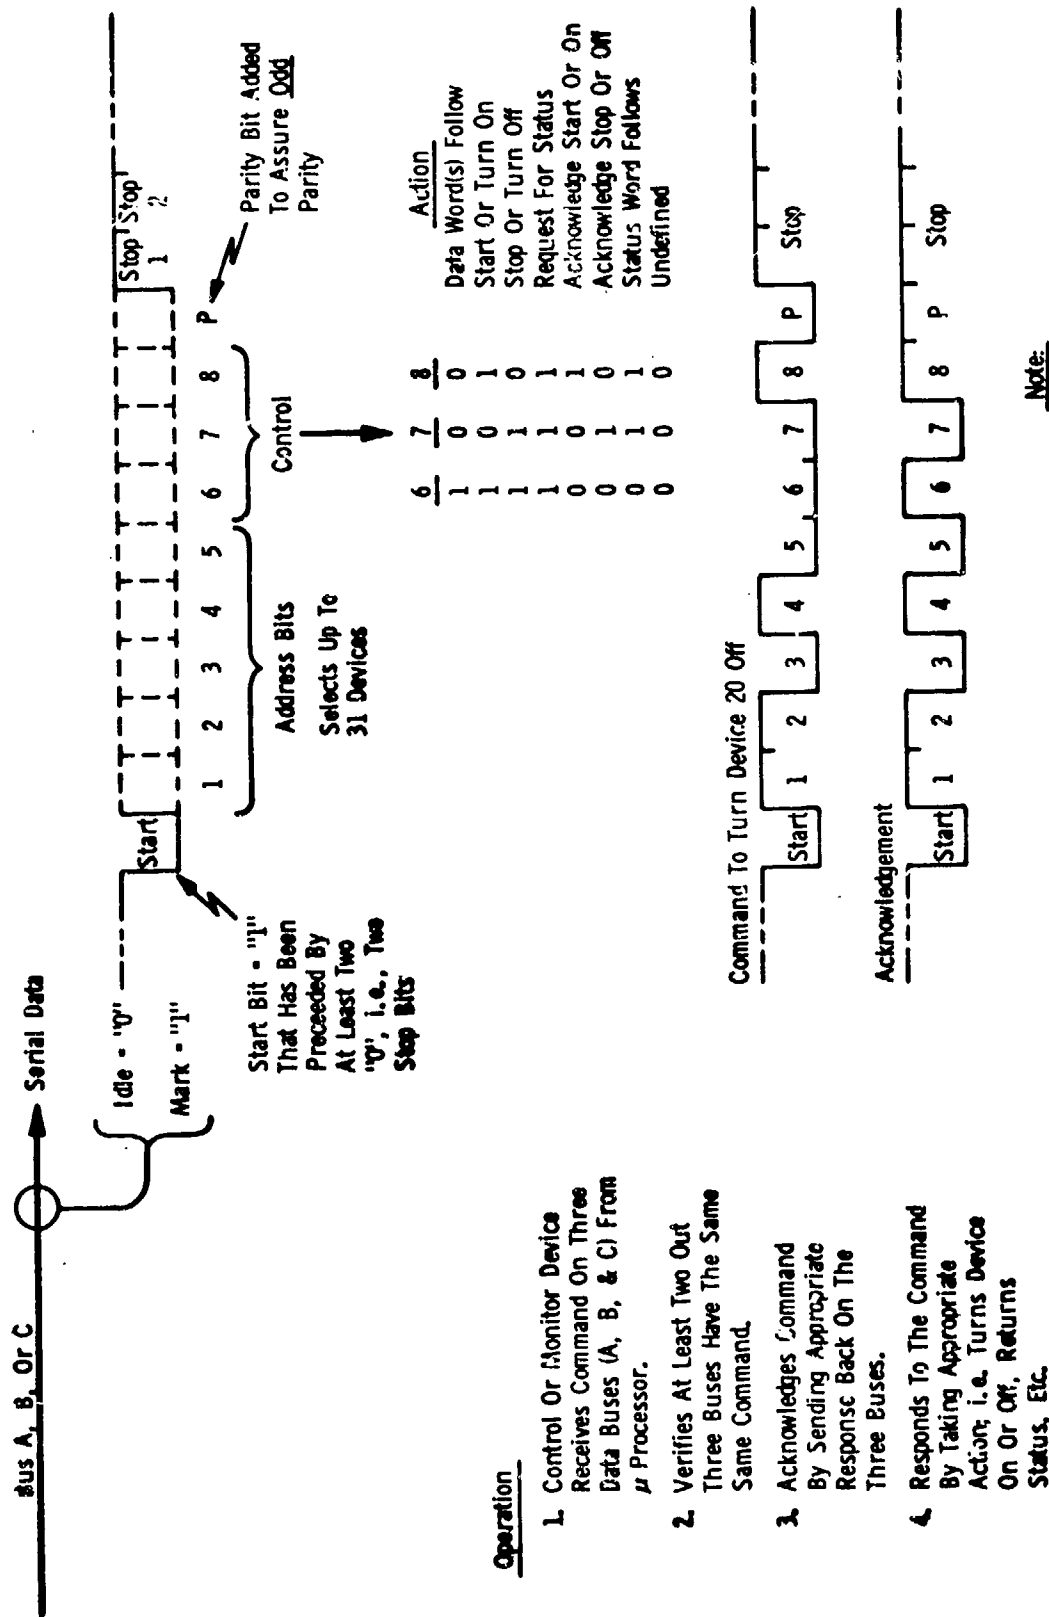 Bus A, B, Or C
Serial Data
Idle = "0"
Mark = "1"
Start
Stop Stop
1 2
1 2 3 4 5 6 7 8 P
Start Bit = "1"
That Has Been
Preceeded By
At Least Two
"0", i.e., Two
Stop Bits
Address Bits
Selects Up To
31 Devices
Control
Parity Bit Added
To Assure Odd
Parity
6 7 8 Action
1 0 0 Data Word(s) Follow
1 0 1 Start Or Turn On
1 1 0 Stop Or Turn Off
1 1 1 Request For Status
0 0 1 Acknowledge Start Or On
0 1 0 Acknowledge Stop Or Off
0 1 1 Status Word Follows
0 0 0 Undefined
Operation
1. Control Or Monitor Device
Receives Command On Three
Data Buses (A, B, & C) From
μ Processor.
2. Verifies At Least Two Out
Three Buses Have The Same
Same Command.
3. Acknowledges Command
By Sending Appropriate
Response Back On The
Three Buses.
4. Responds To The Command
By Taking Appropriate
Action; i.e. Turns Device
On Or Off, Returns
Status, Etc.
Command To Turn Device 20 Off
Start 1 2 3 4 5 6 7 8 P Stop
Acknowledgement
Start 1 2 3 4 5 6 7 8 P Stop
Note: